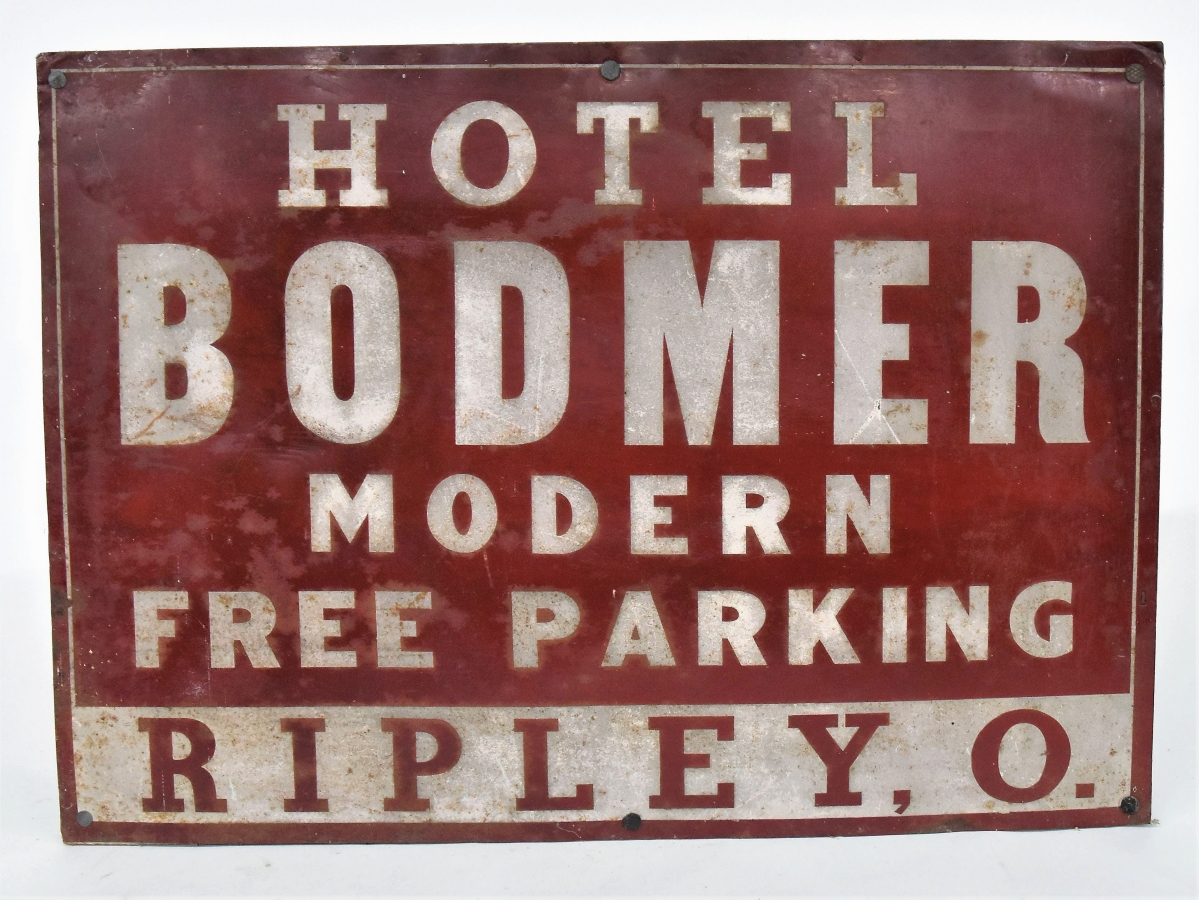 HOTEL
BODMER
MODERN
FREE PARKING
RIPLEY, O.